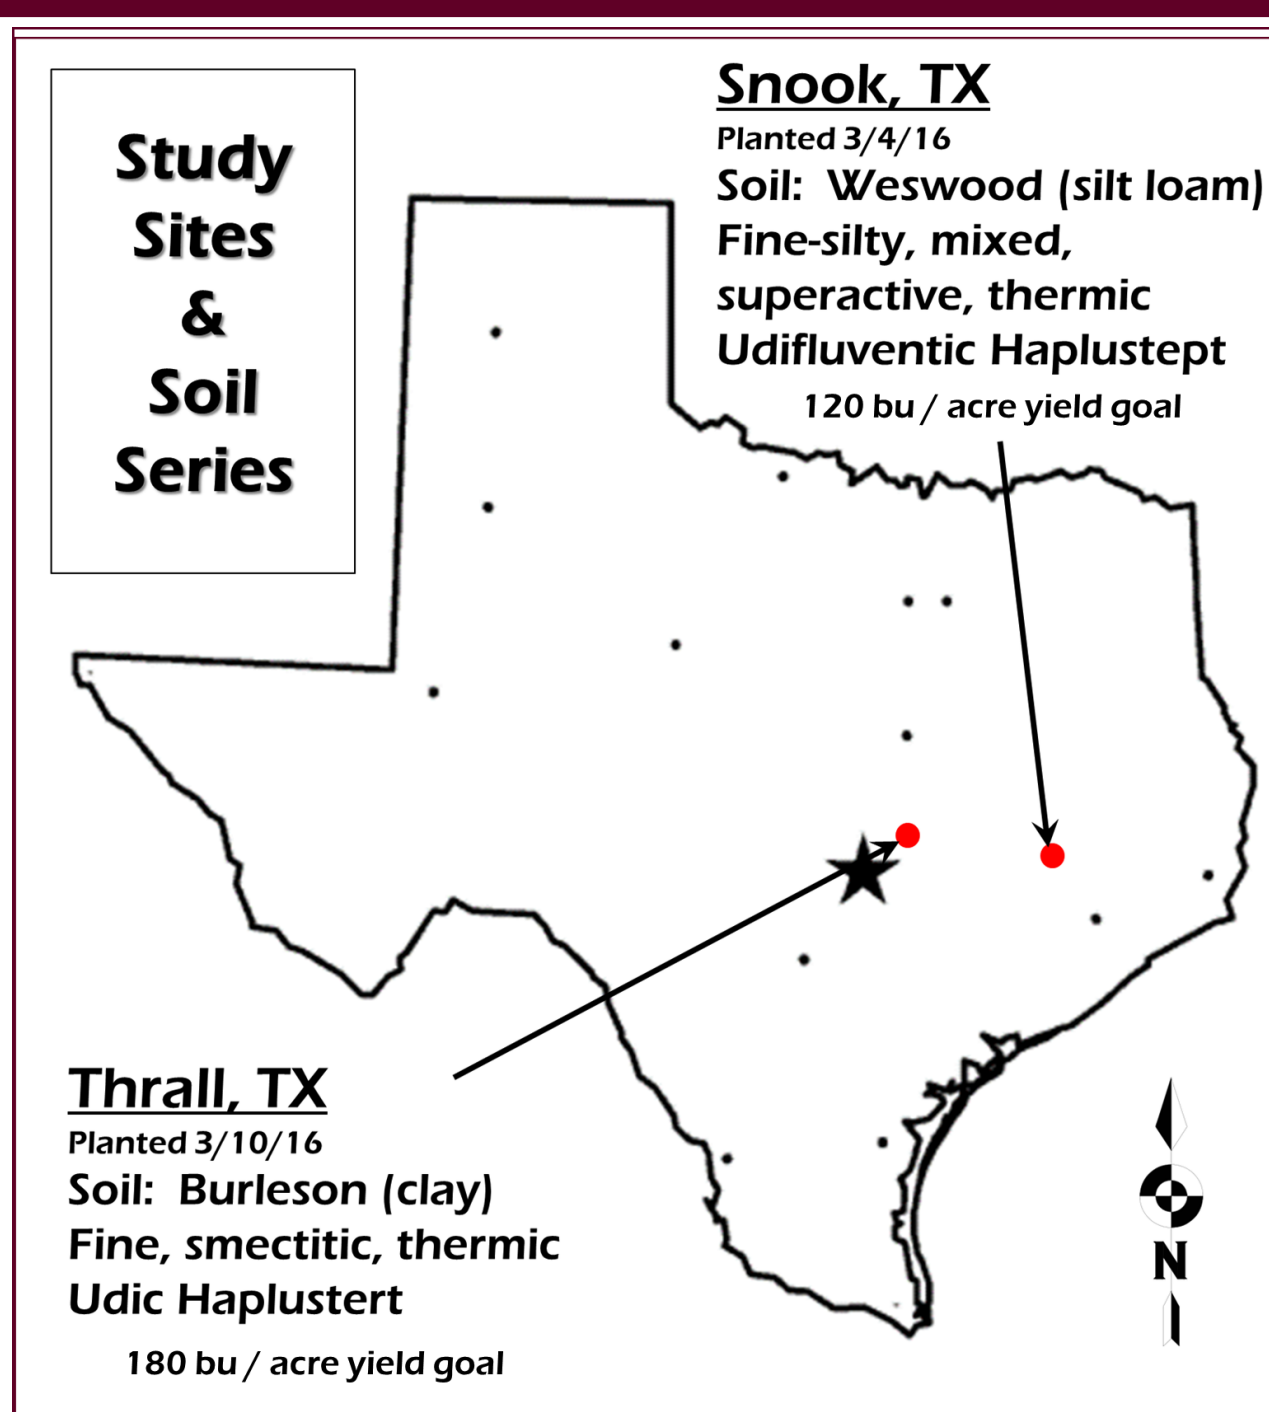 Study
Sites
&
Soil
Series
Snook, TX
Planted 3/4/16
Soil:  Weswood (silt loam)
Fine-silty, mixed,
superactive, thermic
Udifluventic Haplustept
120 bu / acre yield goal
Thrall, TX
Planted 3/10/16
Soil:  Burleson (clay)
Fine, smectitic, thermic
Udic Haplustert
180 bu / acre yield goal
N